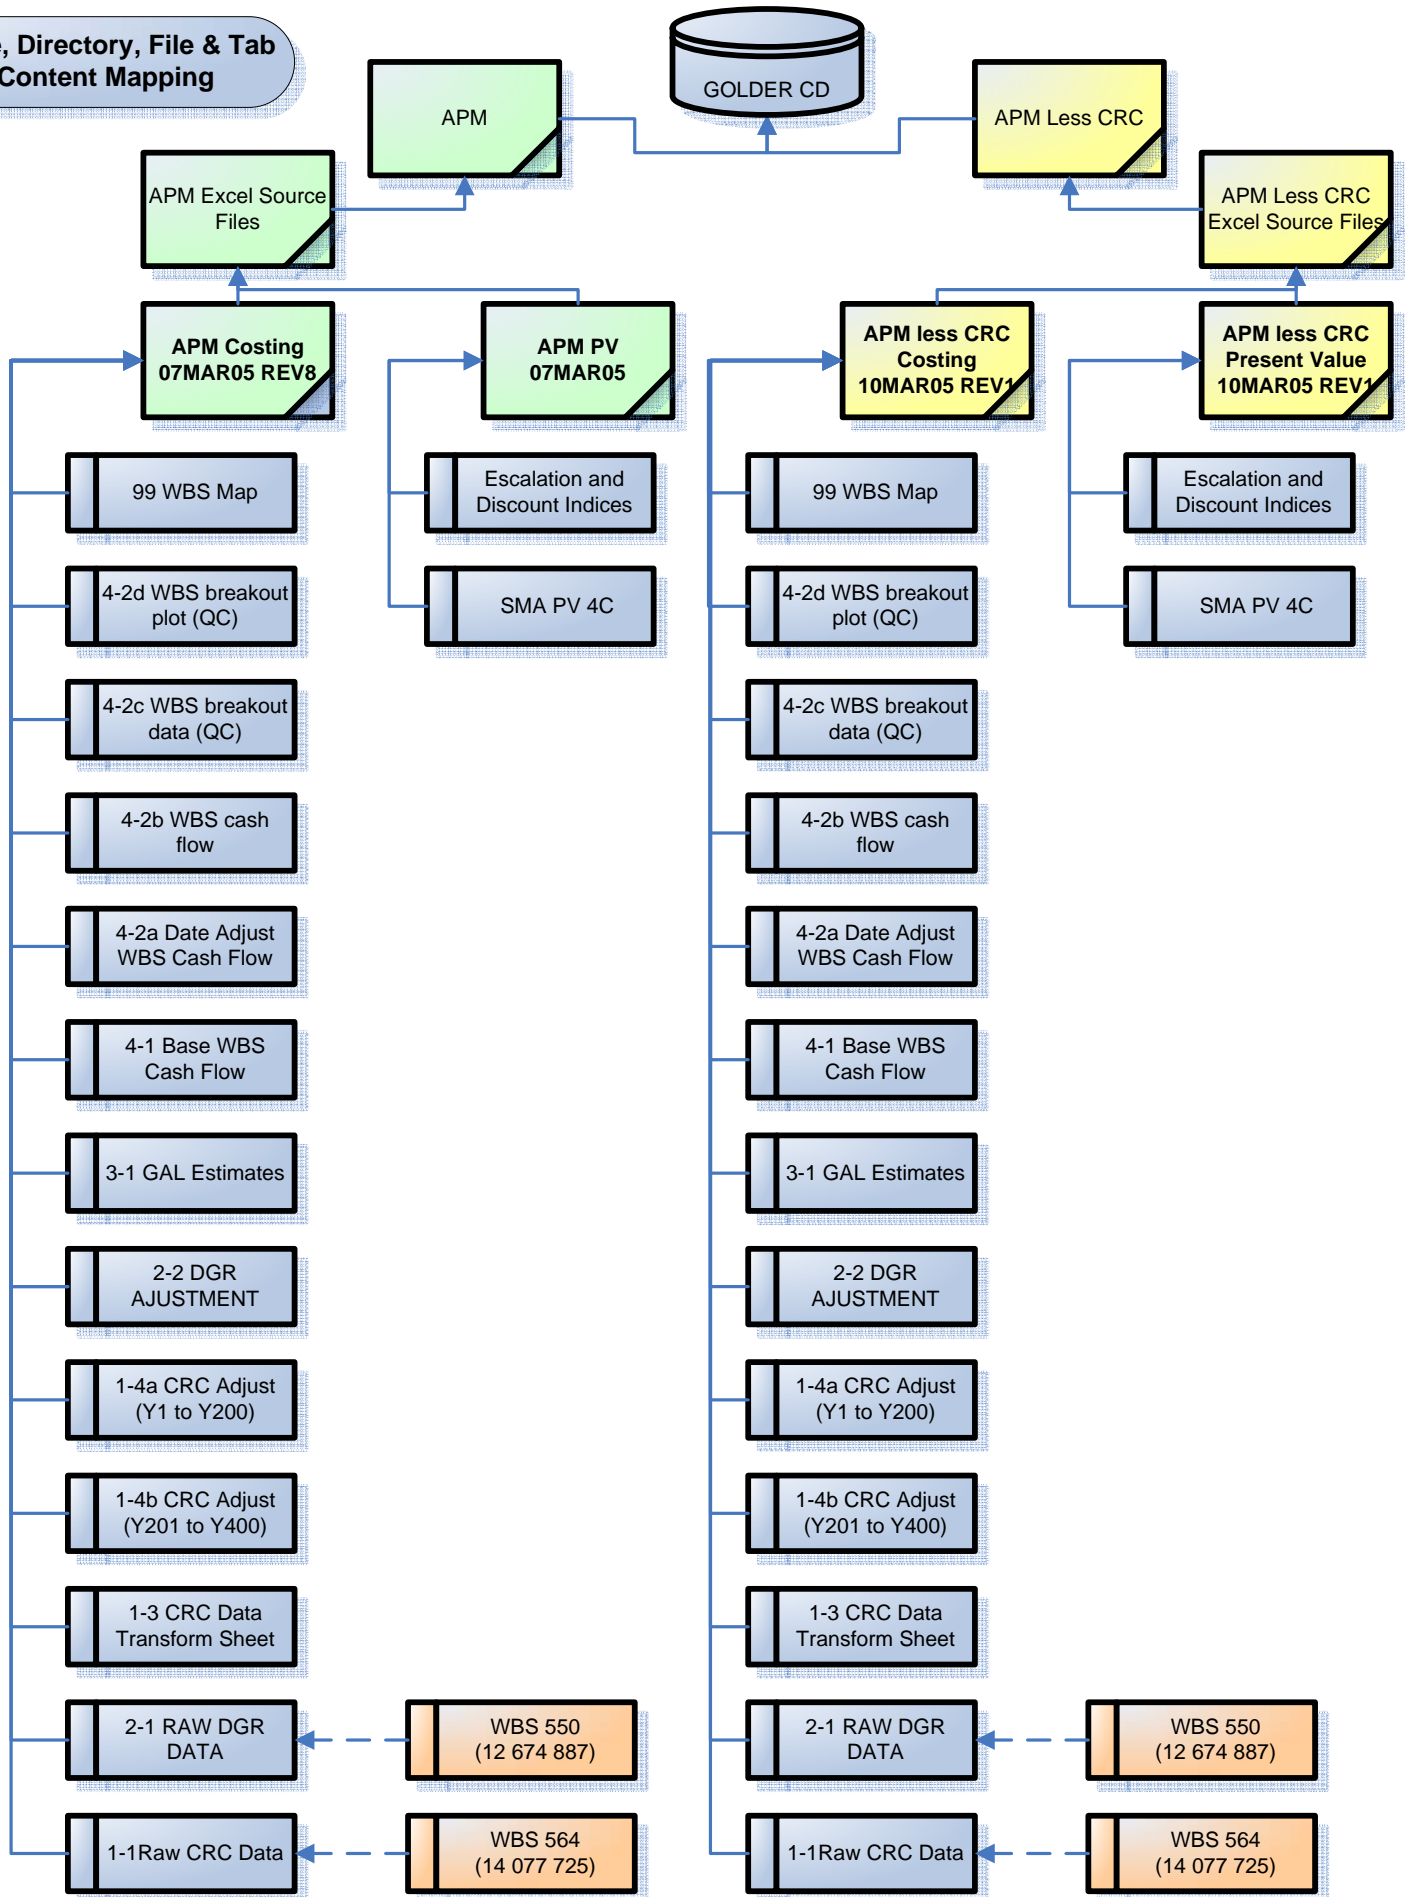 , Directory, File & Tab
Content Mapping
GOLDER CD
APM
APM Less CRC
APM Excel Source
Files
APM Less CRC
Excel Source Files
APM Costing
07MAR05 REV8
APM PV
07MAR05
APM less CRC
Costing
10MAR05 REV1
APM less CRC
Present Value
10MAR05 REV1
99 WBS Map
Escalation and
Discount Indices
99 WBS Map
Escalation and
Discount Indices
4-2d WBS breakout
plot (QC)
SMA PV 4C
4-2d WBS breakout
plot (QC)
SMA PV 4C
4-2c WBS breakout
data (QC)
4-2c WBS breakout
data (QC)
4-2b WBS cash
flow
4-2b WBS cash
flow
4-2a Date Adjust
WBS Cash Flow
4-2a Date Adjust
WBS Cash Flow
4-1 Base WBS
Cash Flow
4-1 Base WBS
Cash Flow
3-1 GAL Estimates
3-1 GAL Estimates
2-2 DGR
AJUSTMENT
2-2 DGR
AJUSTMENT
1-4a CRC Adjust
(Y1 to Y200)
1-4a CRC Adjust
(Y1 to Y200)
1-4b CRC Adjust
(Y201 to Y400)
1-4b CRC Adjust
(Y201 to Y400)
1-3 CRC Data
Transform Sheet
1-3 CRC Data
Transform Sheet
2-1 RAW DGR
DATA
WBS 550
(12 674 887)
2-1 RAW DGR
DATA
WBS 550
(12 674 887)
1-1Raw CRC Data
WBS 564
(14 077 725)
1-1Raw CRC Data
WBS 564
(14 077 725)